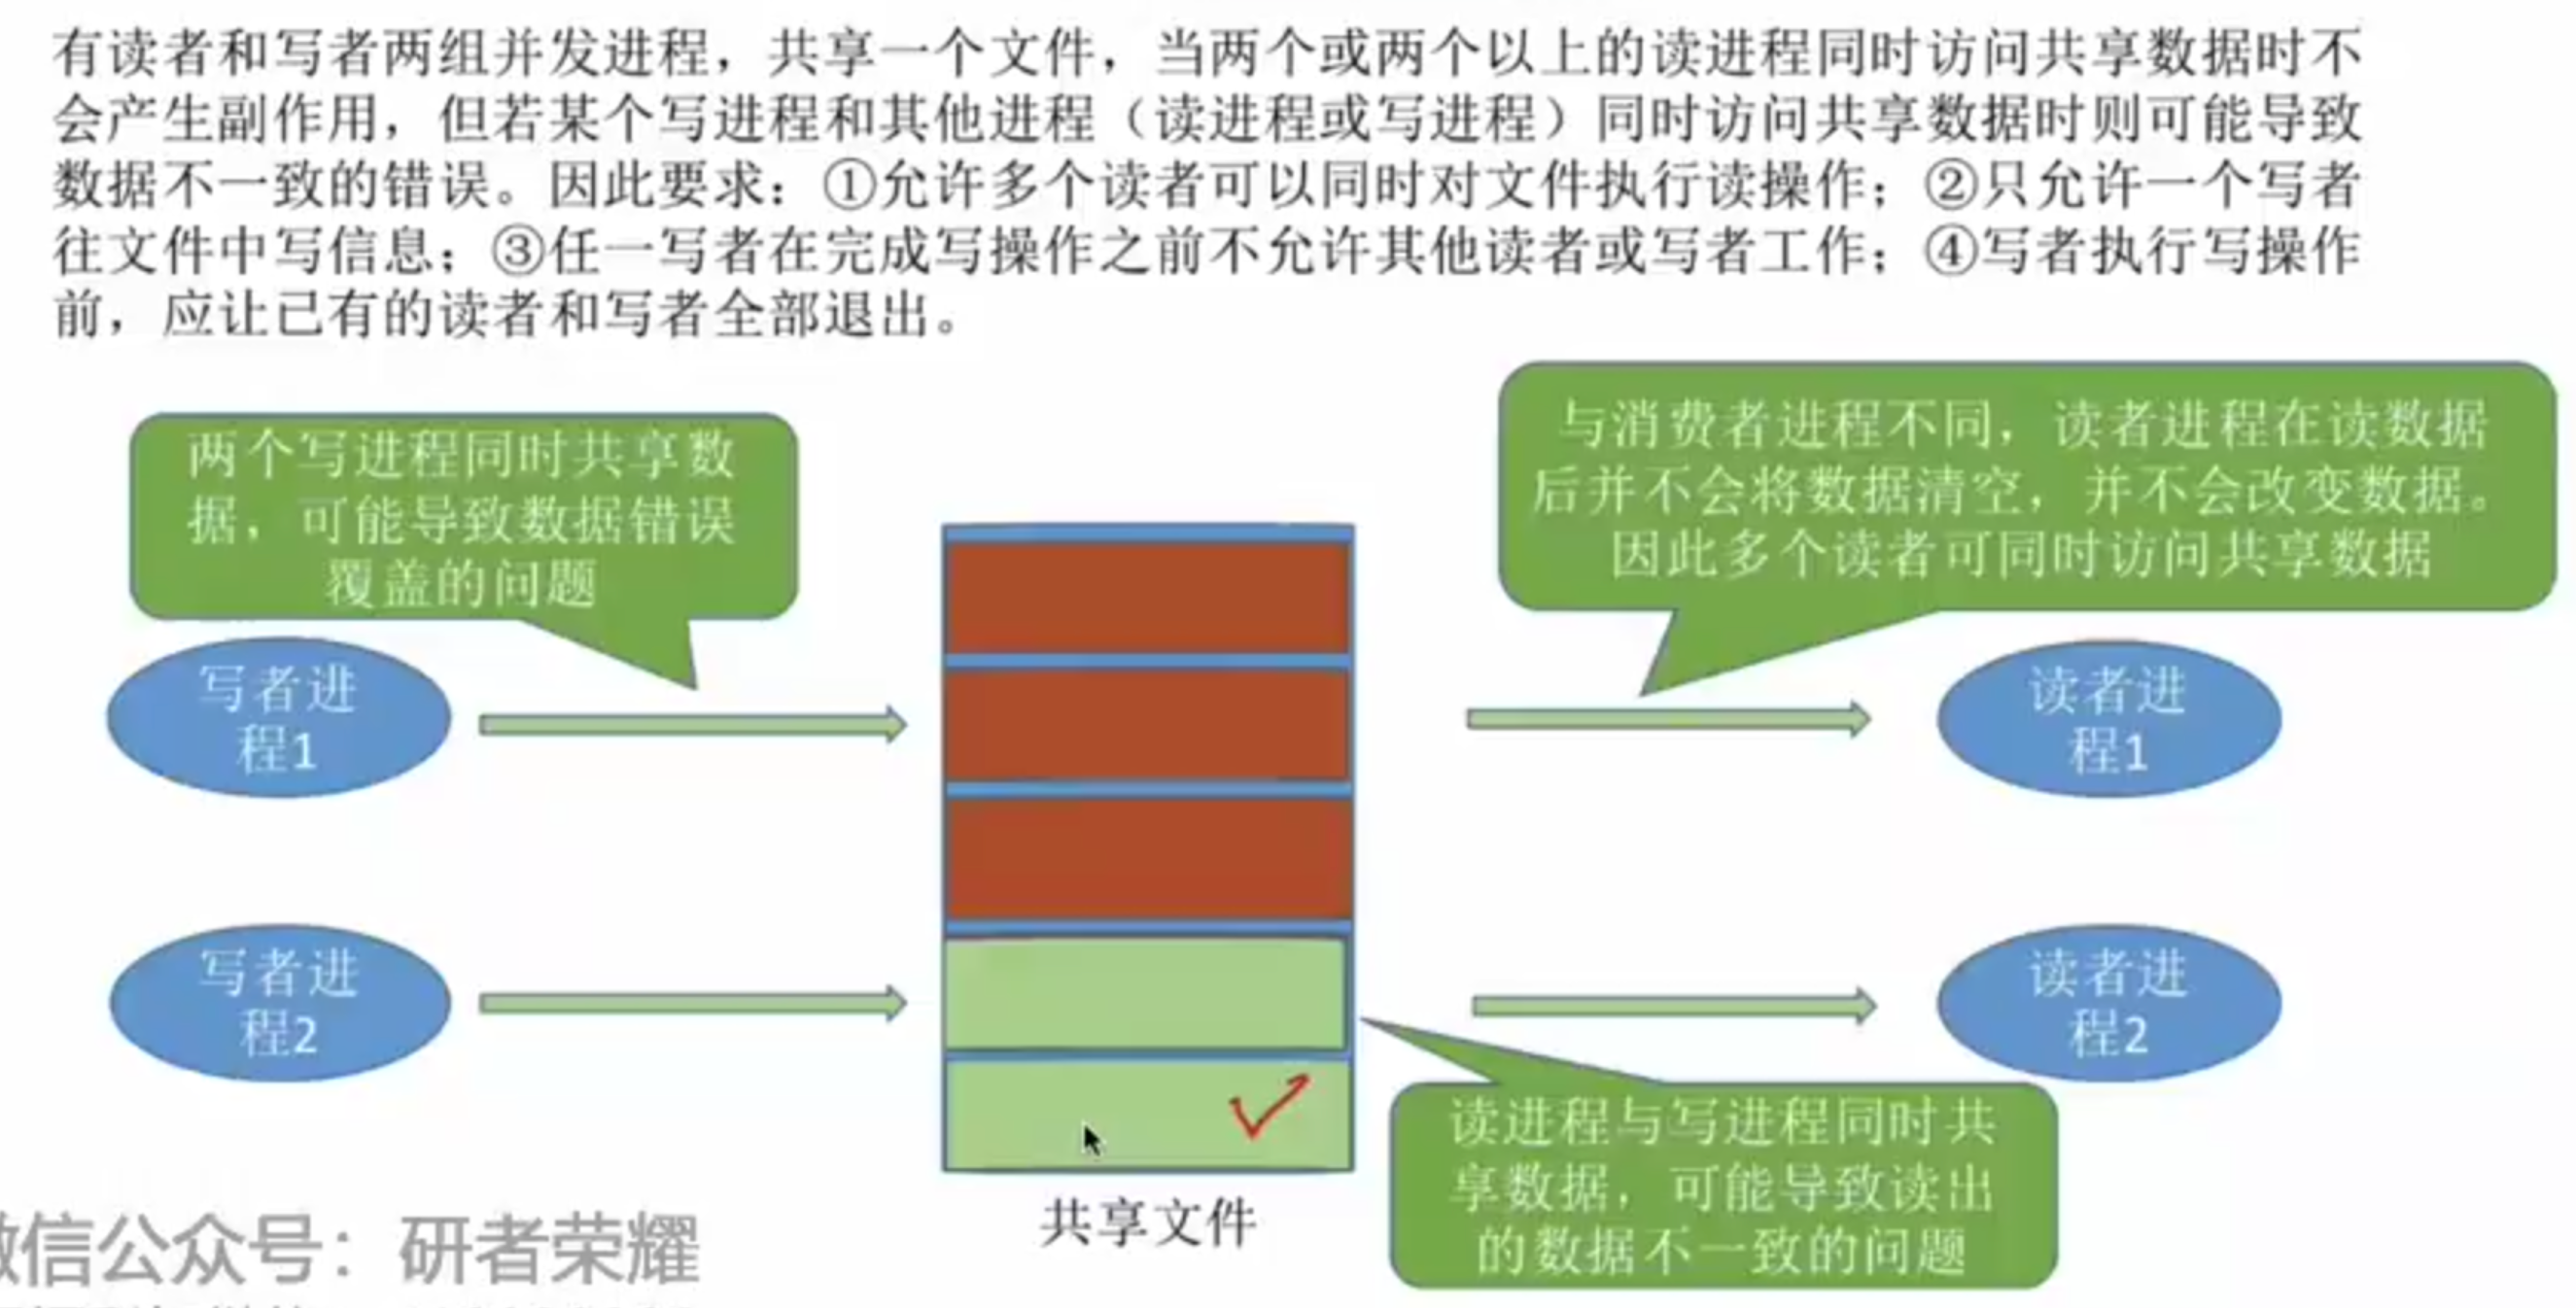 有读者和写者两组并发进程，共享一个文件，当两个或两个以上的读进程同时访问共享数据时不
会产生副作用，但若某个写进程和其他进程（读进程或写进程）同时访问共享数据时则可能导致
数据不一致的错误。因此要求：①允许多个读者可以同时对文件执行读操作；②只允许一个写者
往文件中写信息；③任一写者在完成写操作之前不允许其他读者或写者工作；④写者执行写操作
前，应让已有的读者和写者全部退出。
两个写进程同时共享数
据，可能导致数据错误
覆盖的问题
与消费者进程不同，读者进程在读数据
后并不会将数据清空，并不会改变数据。
因此多个读者可同时访问共享数据
写者进
程1
读者进
程1
写者进
程2
读者进
程2
读进程与写进程同时共
享数据，可能导致读出
的数据不一致的问题
共享文件
微信公众号：研者荣耀